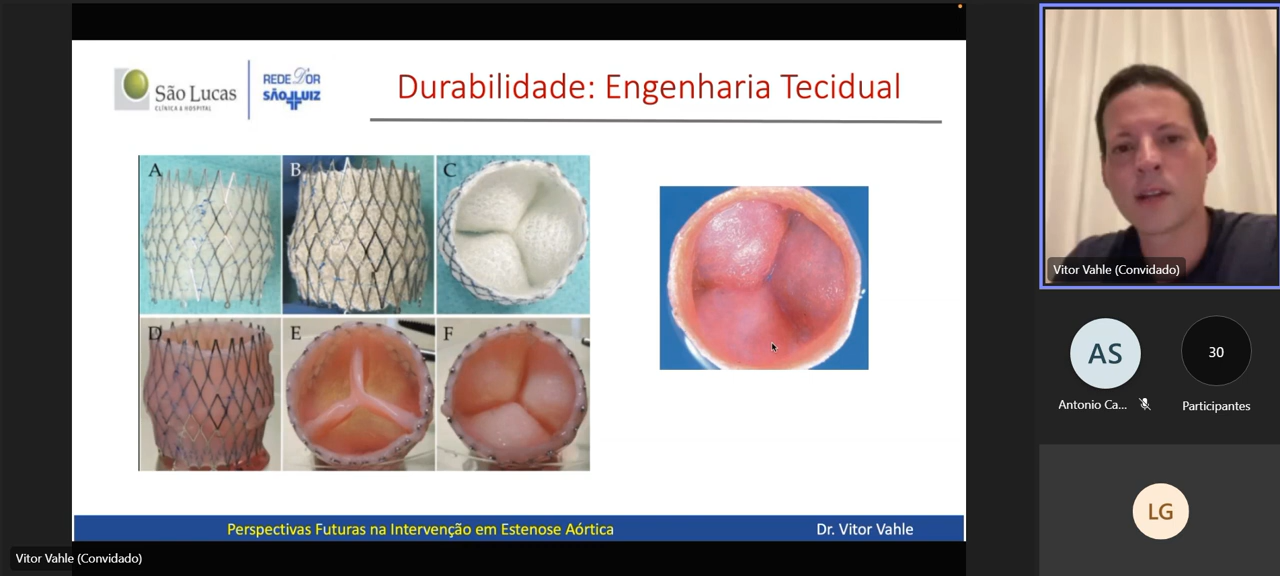 São Lucas
CLÍNICA & HOSPITAL
REDE D'OR
SÃO LUIZ
Durabilidade: Engenharia Tecidual
A
B
C
D
E
F
Perspectivas Futuras na Intervenção em Estenose Aórtica
Dr. Vitor Vahle
Vitor Vahle (Convidado)
Vitor Vahle (Convidado)
AS
30
Antonio Ca...
Participantes
LG